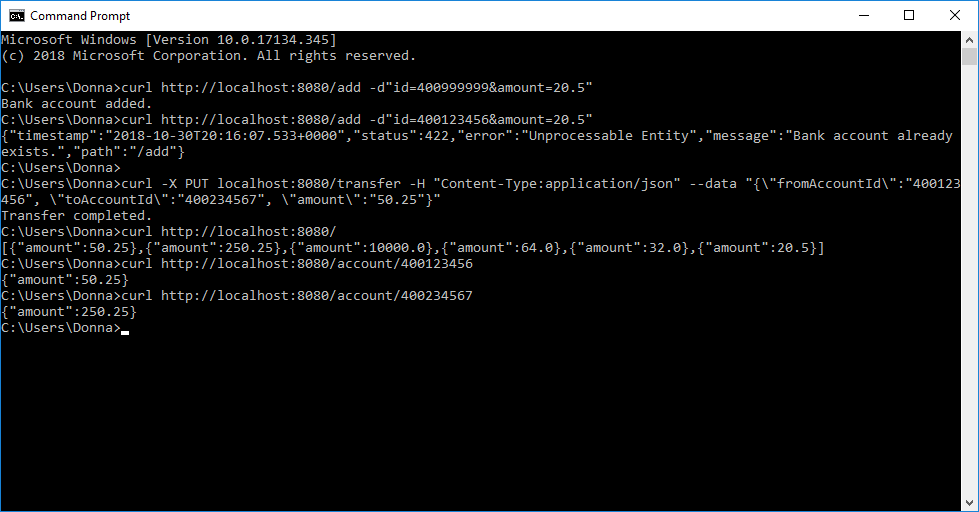 Command Prompt
Microsoft Windows [Version 10.0.17134.345]
(c) 2018 Microsoft Corporation. All rights reserved.
C:\Users\Donna>curl http://localhost:8080/add -d"id=400999999&amount=20.5"
Bank account added.
C:\Users\Donna>curl http://localhost:8080/add -d"id=400123456&amount=20.5"
{"timestamp":"2018-10-30T20:16:07.533+0000","status":422,"error":"Unprocessable Entity","message":"Bank account already
exists.","path":"/add"}
C:\Users\Donna>
C:\Users\Donna>curl -X PUT localhost:8080/transfer -H "Content-Type:application/json" --data "{\"fromAccountId\":"400123
456", \"toAccountId\":"400234567", \"amount\":"50.25"}"
Transfer completed.
C:\Users\Donna>curl http://localhost:8080/
[{"amount":50.25},{"amount":250.25},{"amount":10000.0},{"amount":64.0},{"amount":32.0},{"amount":20.5}]
C:\Users\Donna>curl http://localhost:8080/account/400123456
{"amount":50.25}
C:\Users\Donna>curl http://localhost:8080/account/400234567
{"amount":250.25}
C:\Users\Donna>